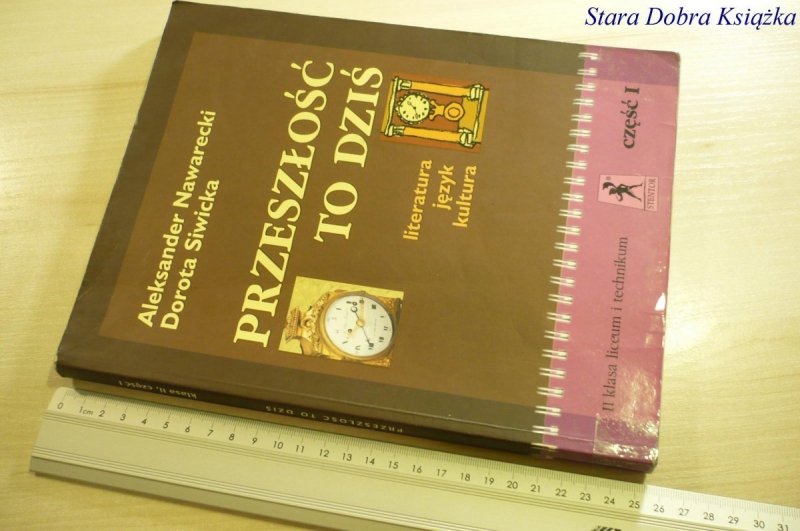 Stara Dobra Książka
Aleksander Nawarecki
Dorota Siwicka
PRZESZŁOŚĆ
TO DZIŚ
literatura
język
kultura
II klasa liceum i technikum
STENTOR
część I
PRZESZŁOŚĆ TO DZIŚ
klasa II, część I
0 1cm 2 3 4 5 6 7 8 9 10 11 12 13 14 15 16 17 18 19 20 21 22 23 24 25 26 27 28 29 30 31